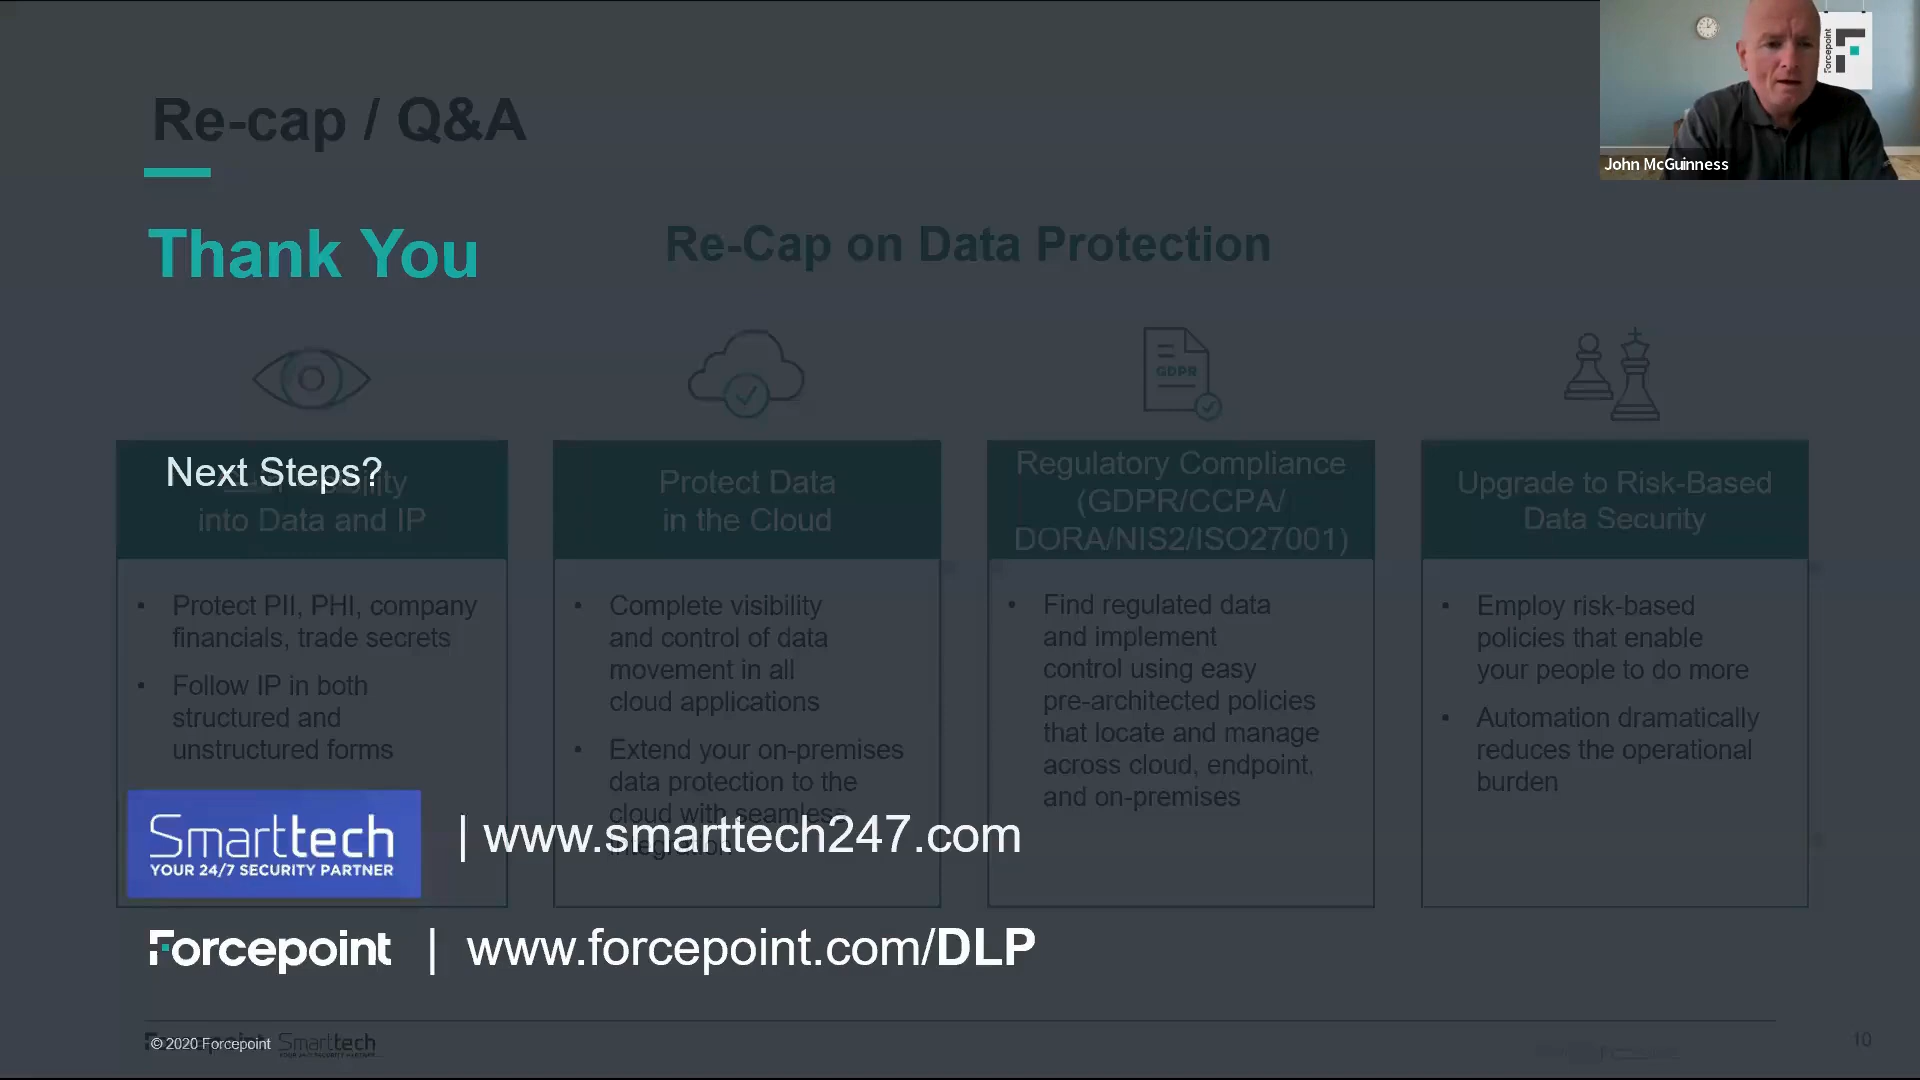 Forcepoint
John McGuinness
Re-cap / Q&A
Thank You
Re-Cap on Data Protection
GDPR
Next Steps?
into Data and IP
Protect PII, PHI, company
financials, trade secrets
Follow IP in both
structured and
unstructured forms
Protect Data
in the Cloud
Complete visibility
and control of data
movement in all
cloud applications
Extend your on-premises
data protection to the
cloud with seamless
integration
Regulatory Compliance
(GDPR/CCPA/
DORA/NIS2/ISO27001)
Find regulated data
and implement
control using easy
pre-architected policies
that locate and manage
across cloud, endpoint,
and on-premises
Upgrade to Risk-Based
Data Security
Employ risk-based
policies that enable
your people to do more
Automation dramatically
reduces the operational
burden
Smarttech
YOUR 24/7 SECURITY PARTNER
| www.smarttech247.com
Forcepoint | www.forcepoint.com/DLP
© 2020 Forcepoint
Smarttech
10